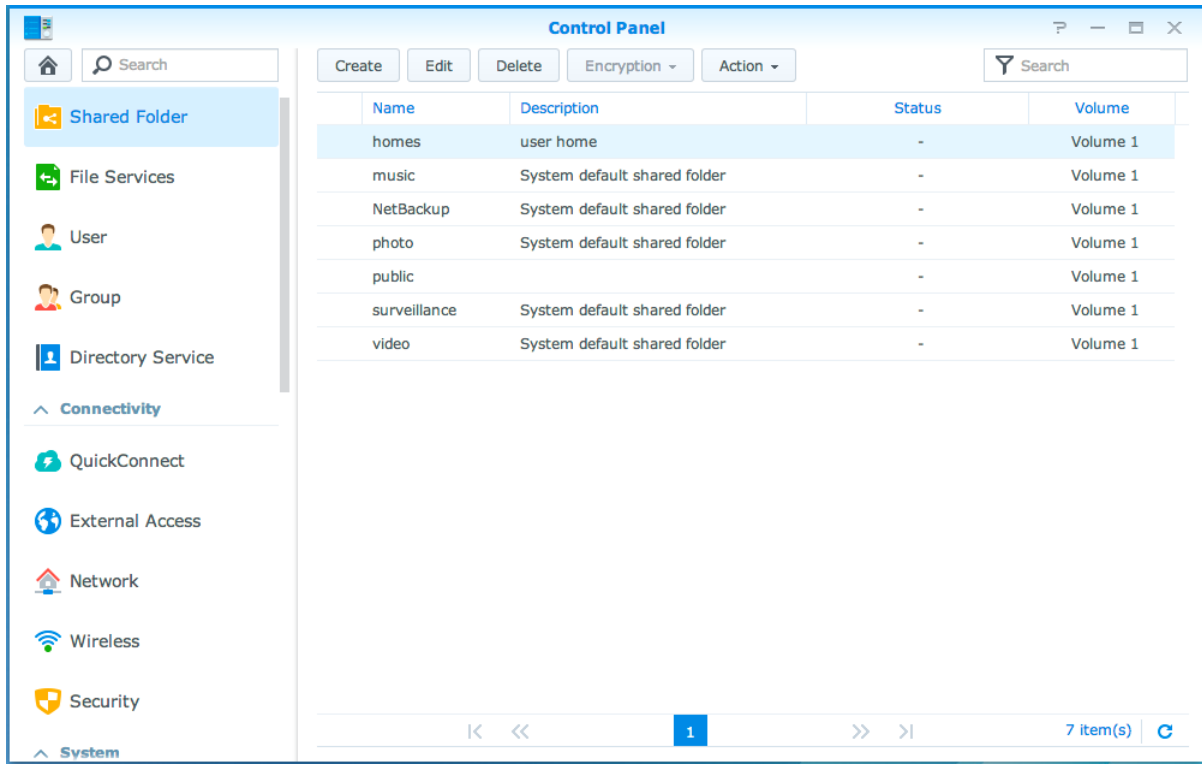 Control Panel
Search
Create Edit Delete Encryption Action Search
Shared Folder
File Services
User
Group
Directory Service
Connectivity
QuickConnect
External Access
Network
Wireless
Security
System
Name Description Status Volume
homes user home - Volume 1
music System default shared folder - Volume 1
NetBackup System default shared folder - Volume 1
photo System default shared folder - Volume 1
public - Volume 1
surveillance System default shared folder - Volume 1
video System default shared folder - Volume 1
1 7 item(s)